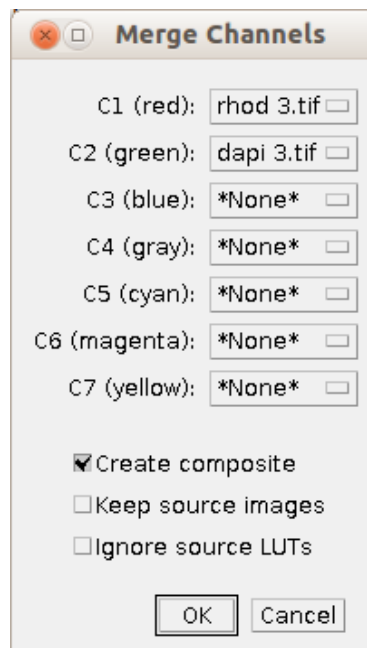 Merge Channels
C1 (red): rhod 3.tif
C2 (green): dapi 3.tif
C3 (blue): *None*
C4 (gray): *None*
C5 (cyan): *None*
C6 (magenta): *None*
C7 (yellow): *None*
Create composite
Keep source images
Ignore source LUTs
OK Cancel